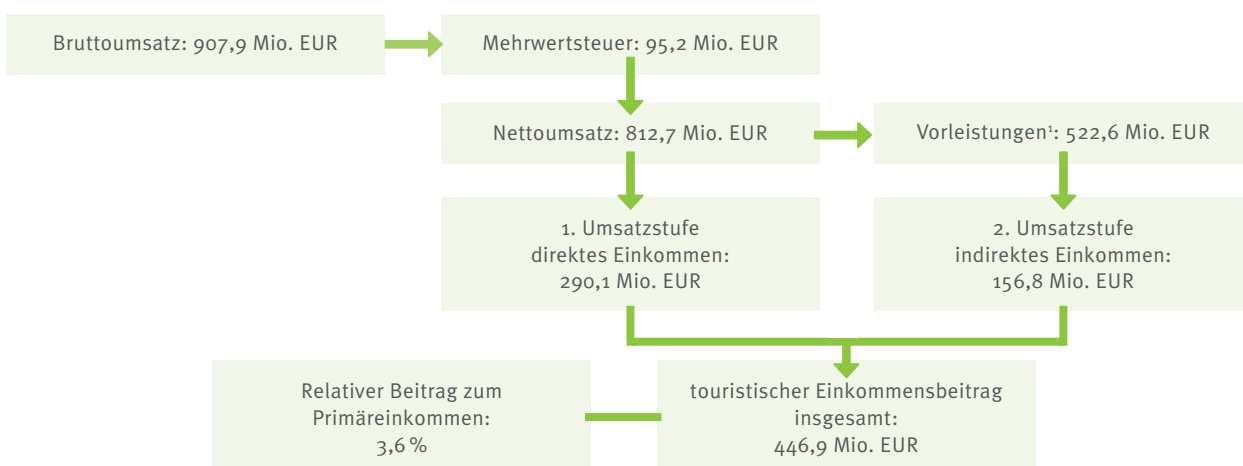 Bruttoumsatz: 907,9 Mio. EUR
Mehrwertsteuer: 95,2 Mio. EUR
Nettoumsatz: 812,7 Mio. EUR
Vorleistungen¹: 522,6 Mio. EUR
1. Umsatzstufe
direktes Einkommen:
290,1 Mio. EUR
2. Umsatzstufe
indirektes Einkommen:
156,8 Mio. EUR
Relativer Beitrag zum
Primäreinkommen:
3,6 %
touristischer Einkommensbeitrag
insgesamt:
446,9 Mio. EUR